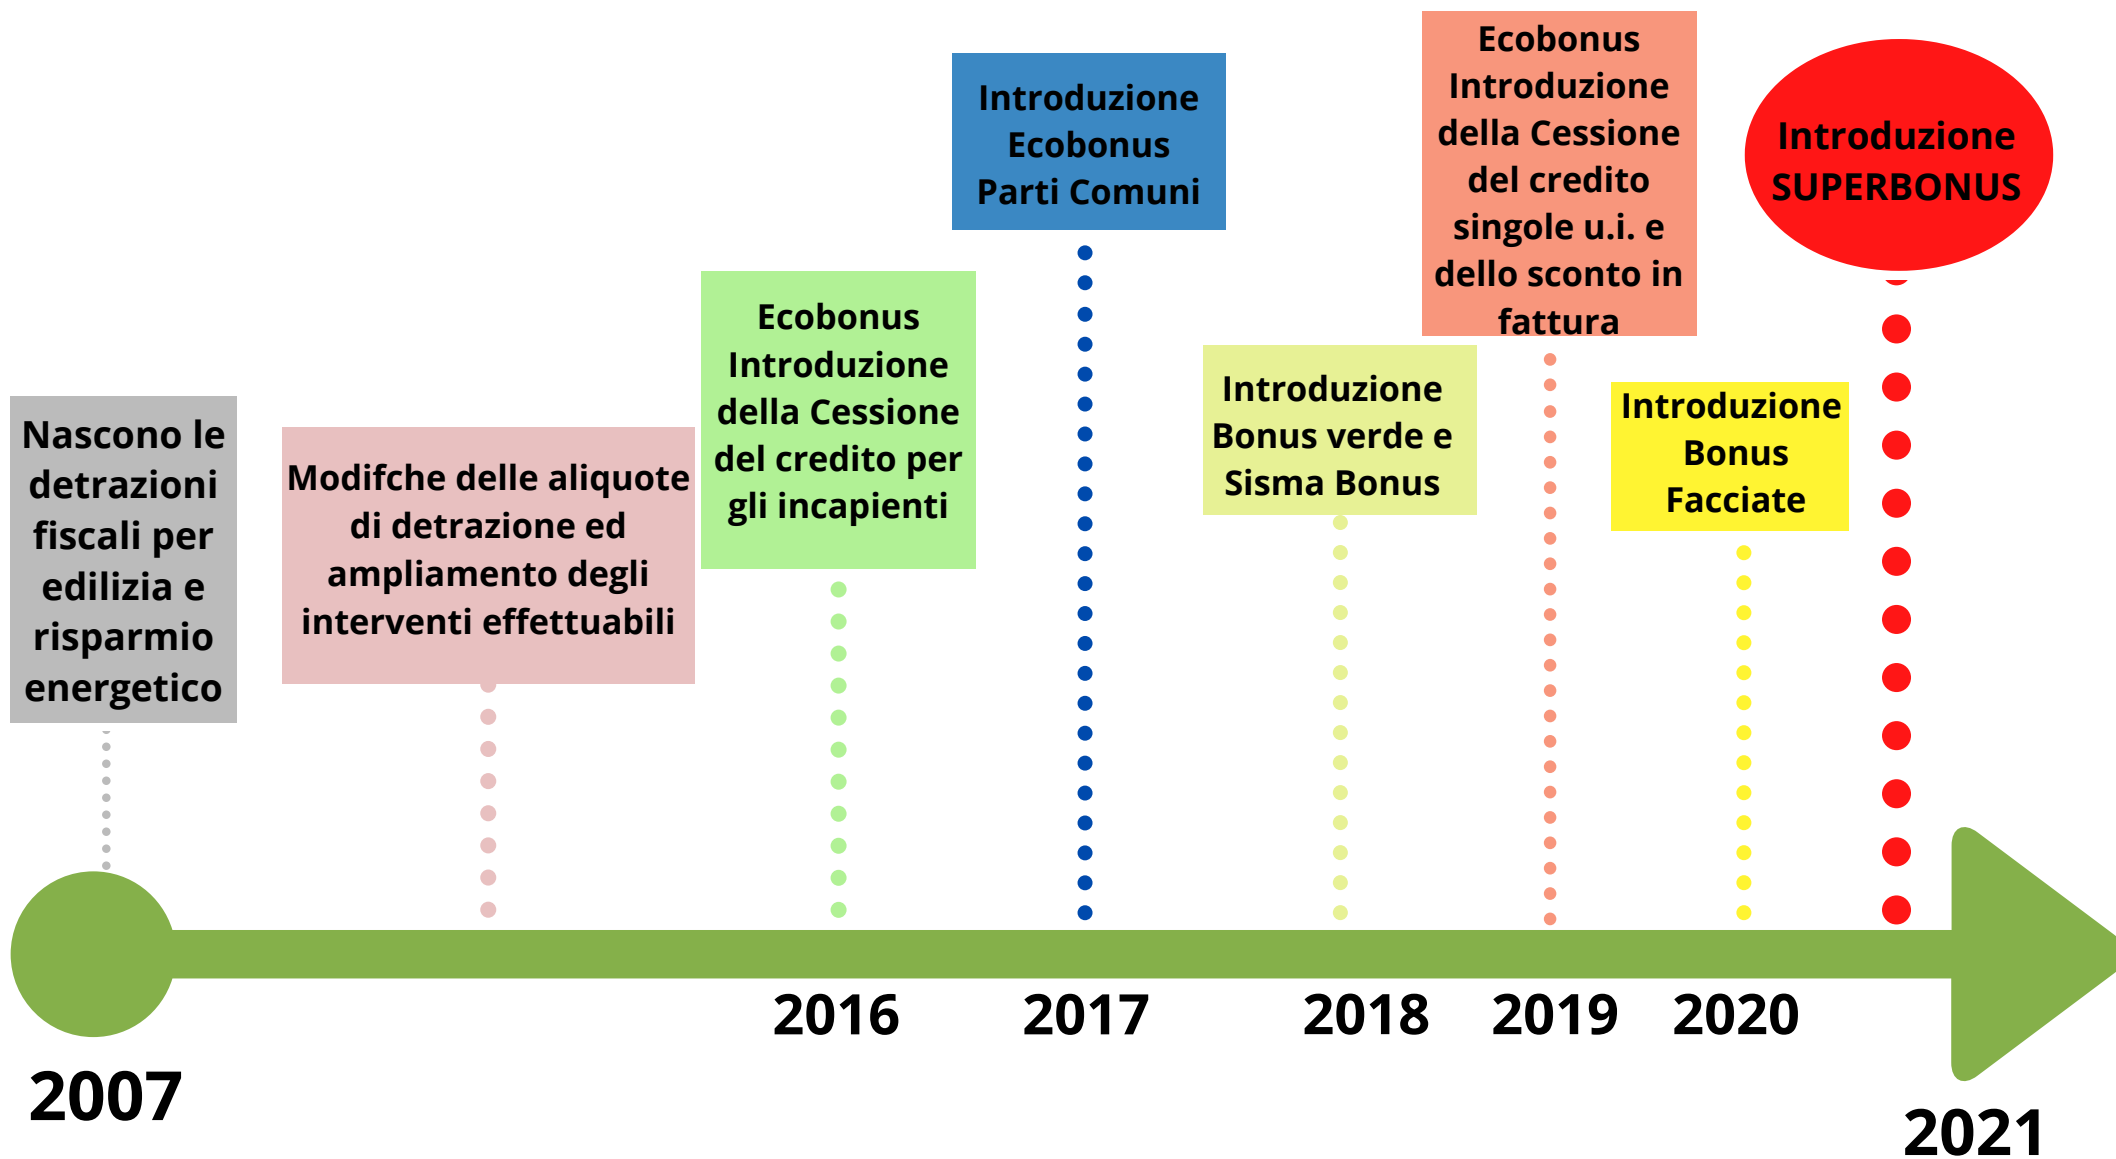 Nascono le
detrazioni
fiscali per
edilizia e
risparmio
energetico
Modifche delle aliquote
di detrazione ed
ampliamento degli
interventi effettuabili
Ecobonus
Introduzione
della Cessione
del credito per
gli incapienti
Introduzione
Ecobonus
Parti Comuni
Introduzione
Bonus verde e
Sisma Bonus
Ecobonus
Introduzione
della Cessione
del credito
singole u.i. e
dello sconto in
fattura
Introduzione
Bonus
Facciate
Introduzione
SUPERBONUS
2007
2016
2017
2018
2019
2020
2021